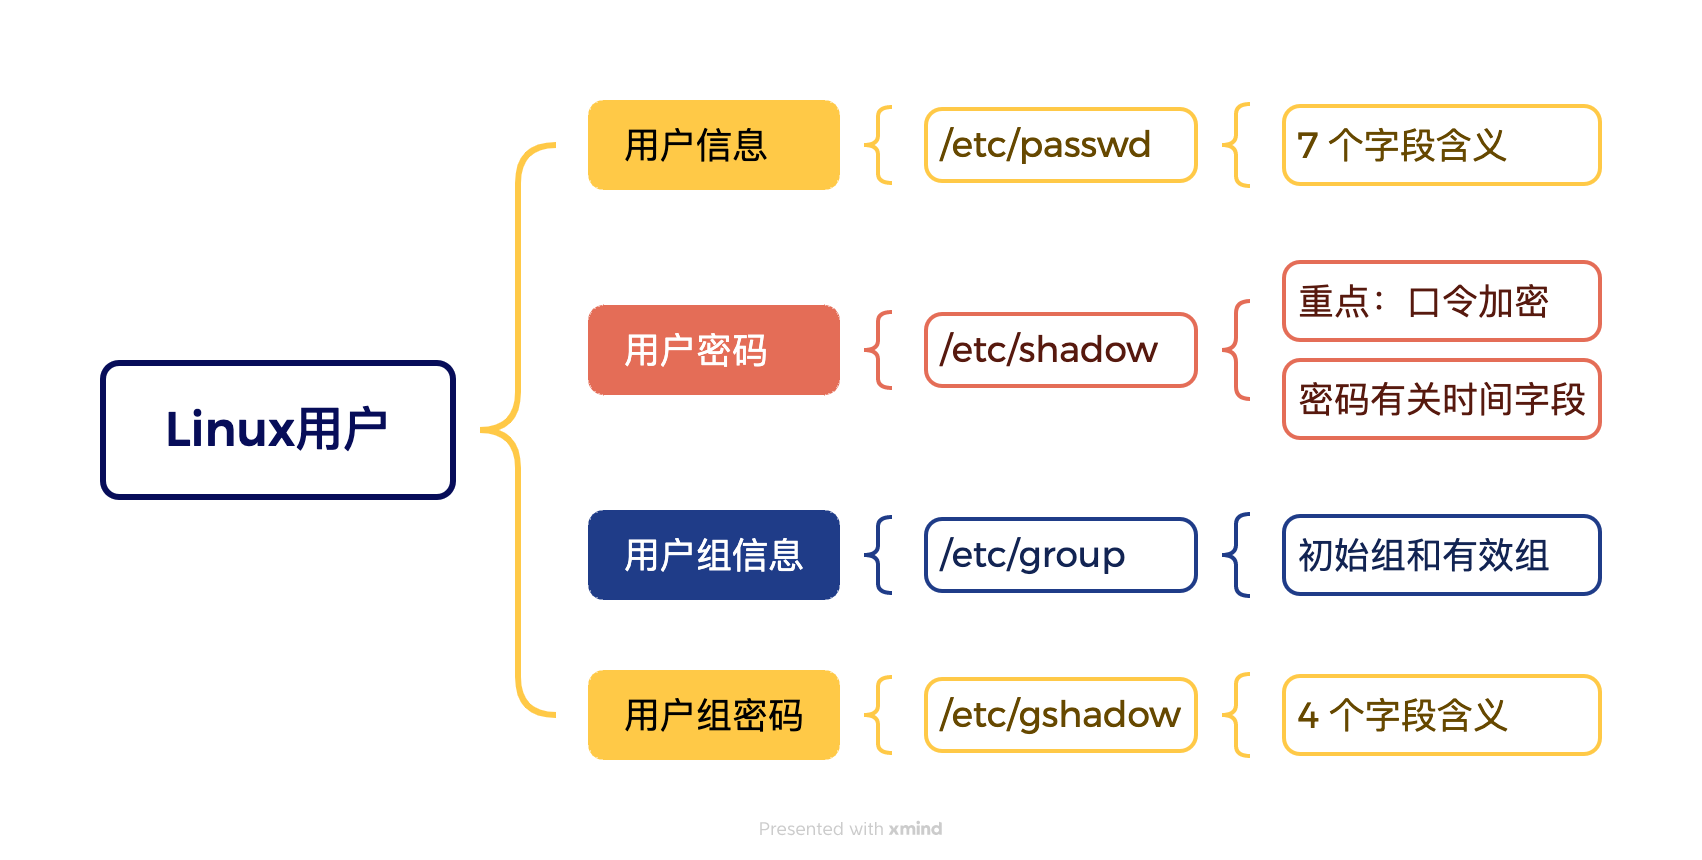 Linux用户
用户信息
/etc/passwd
7 个字段含义
用户密码
/etc/shadow
重点：口令加密
密码有关时间字段
用户组信息
/etc/group
初始组和有效组
用户组密码
/etc/gshadow
4 个字段含义
Presented with xmind